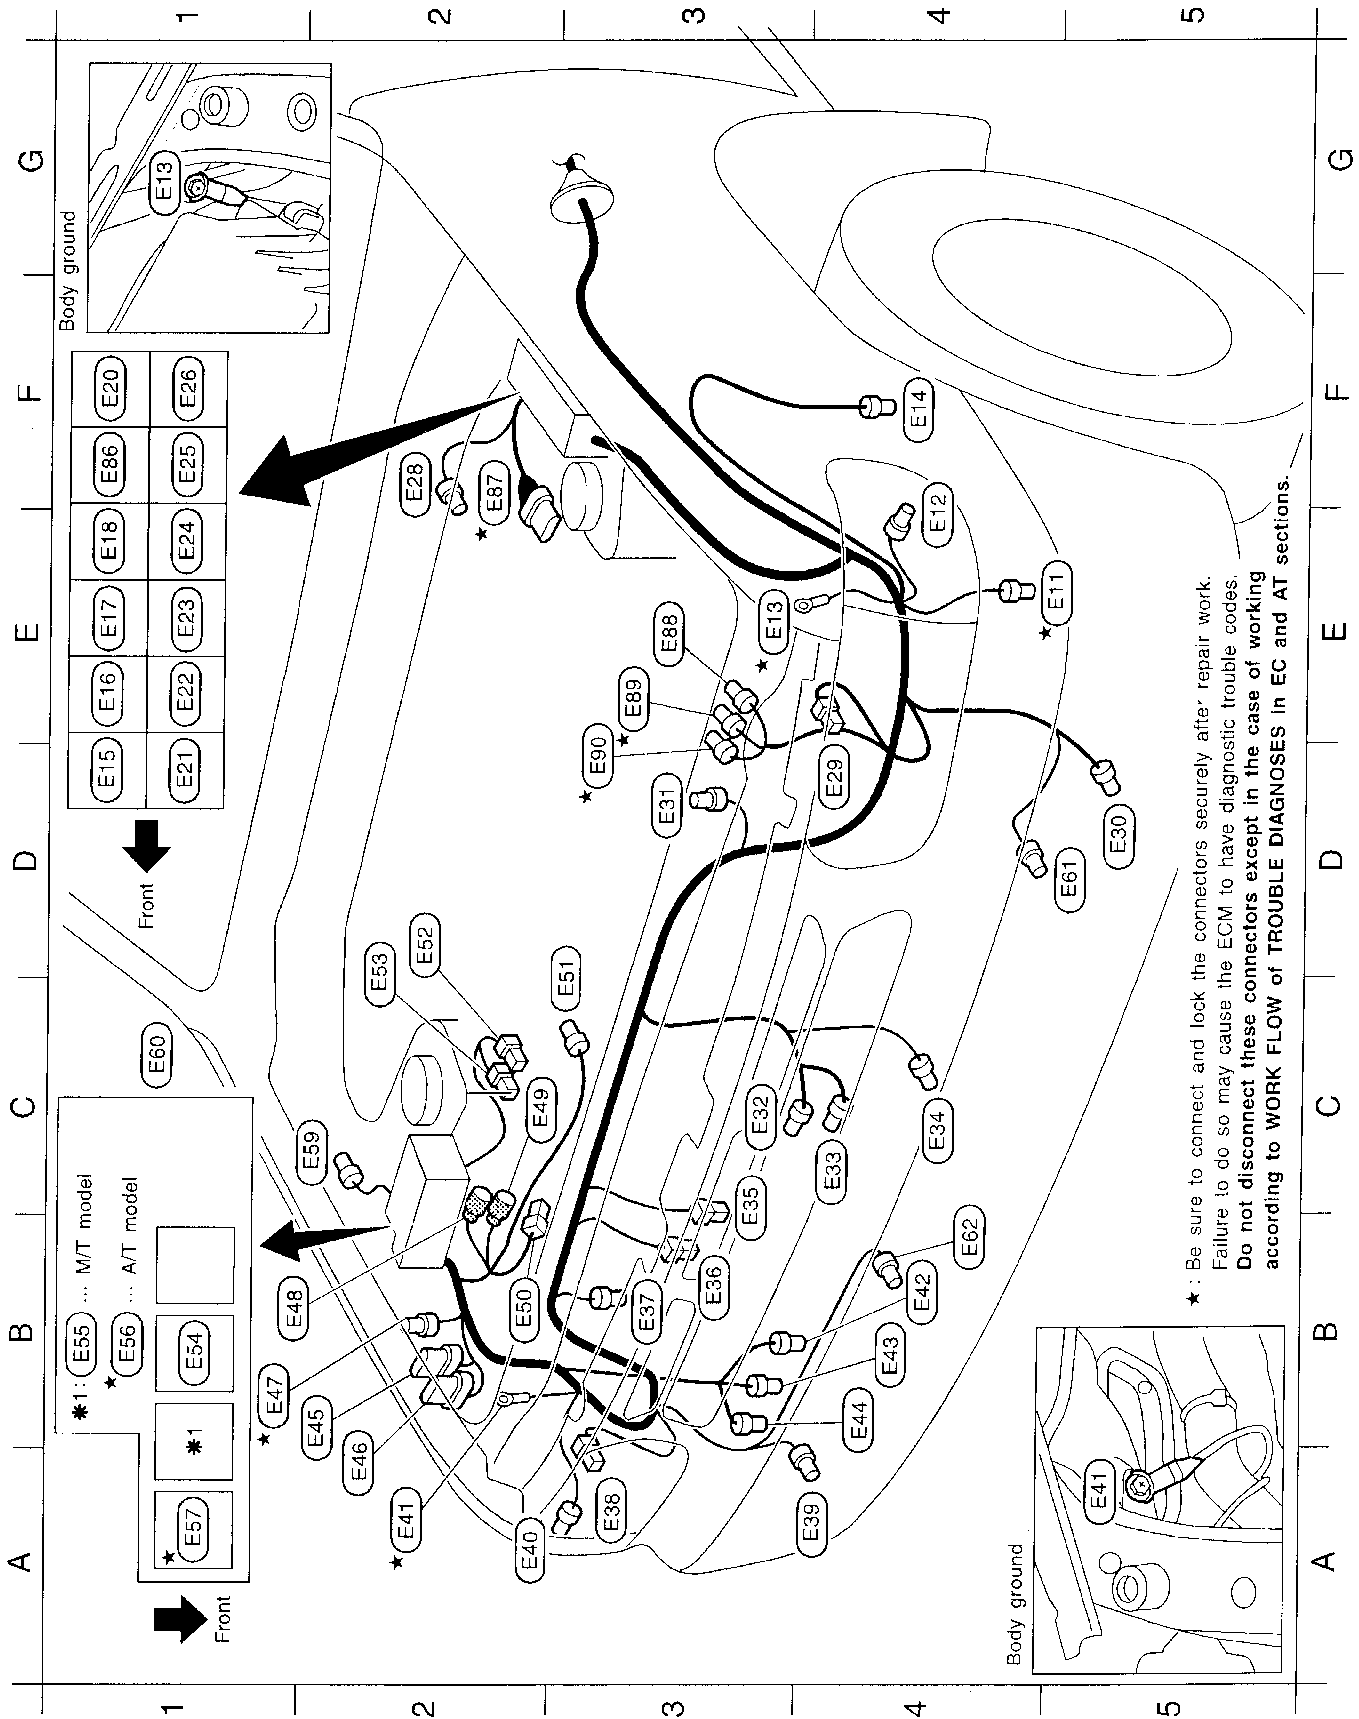 1 2 3 4 5
G
F
E
D
C
B
A
Body ground
E13
E20
E86
E18
E17
E16
E15
E26
E25
E24
E23
E22
E21
Front
E60
✱1: E55 ... M/T model
★ E56 ... A/T model
E54
✱1
★ E57
Front
E28
★ E87
E14
E12
★ E11
★ E13
E88
★ E89
★ E90
E31
E29
E30
E61
E52
E53
E51
E49
E59
E48
★ E47
E45
E46
★ E41
E40
E50
E38
E37
E36
E35
E32
E33
E34
E62
E42
E43
E44
E39
★: Be sure to connect and lock the connectors securely after repair work.
Failure to do so may cause the ECM to have diagnostic trouble codes.
Do not disconnect these connectors except in the case of working
according to WORK FLOW of TROUBLE DIAGNOSES in EC and AT sections.
Body ground
E41
G
F
E
D
C
B
A
1 2 3 4 5